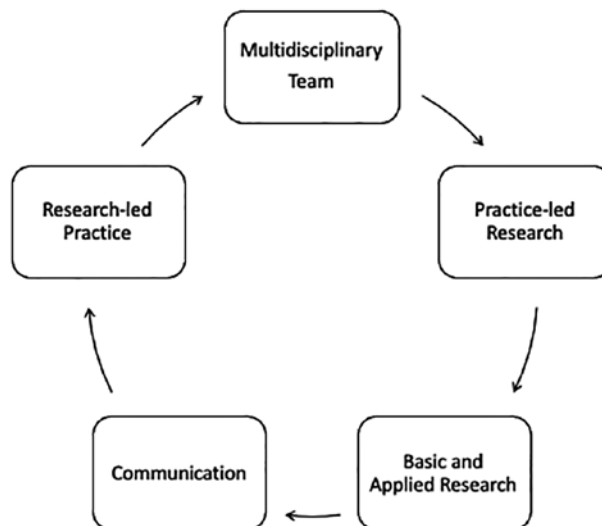 Multidisciplinary
Team
Practice-led
Research
Basic and
Applied Research
Communication
Research-led
Practice